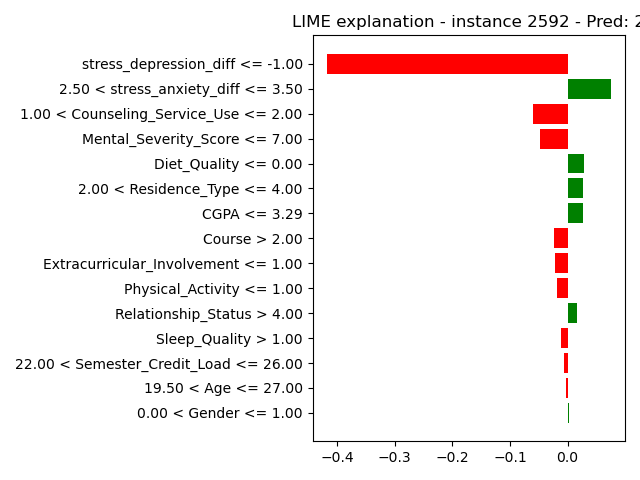 LIME explanation - instance 2592 - Pred: 2
stress_depression_diff <= -1.00
2.50 < stress_anxiety_diff <= 3.50
1.00 < Counseling_Service_Use <= 2.00
Mental_Severity_Score <= 7.00
Diet_Quality <= 0.00
2.00 < Residence_Type <= 4.00
CGPA <= 3.29
Course > 2.00
Extracurricular_Involvement <= 1.00
Physical_Activity <= 1.00
Relationship_Status > 4.00
Sleep_Quality > 1.00
22.00 < Semester_Credit_Load <= 26.00
19.50 < Age <= 27.00
0.00 < Gender <= 1.00
−0.4 −0.3 −0.2 −0.1 0.0